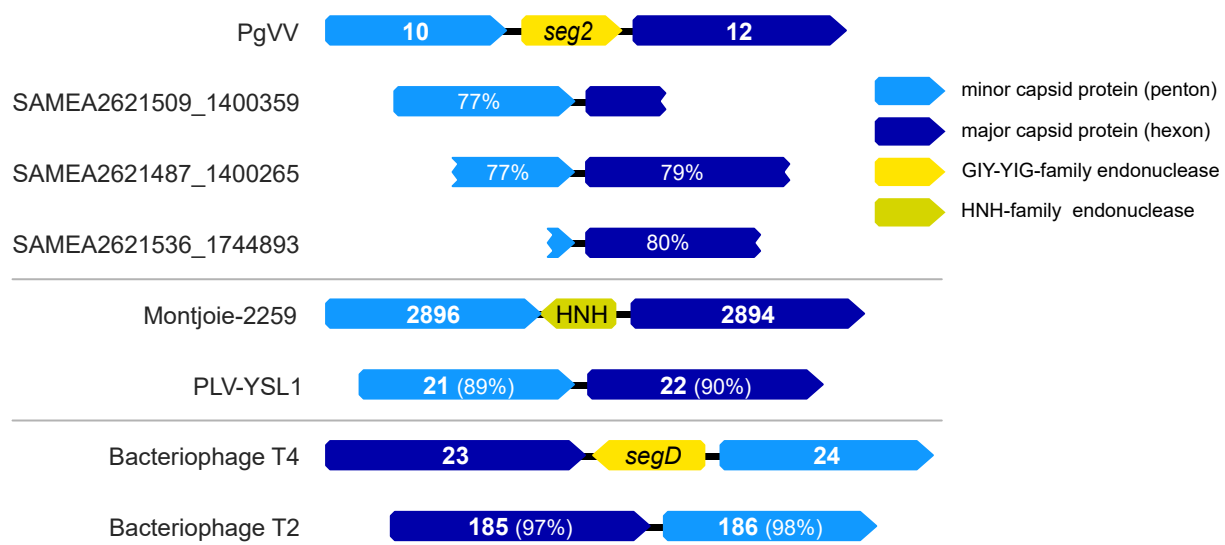 PgVV 10 seg2 12
SAMEA2621509_1400359 77%
SAMEA2621487_1400265 77% 79%
SAMEA2621536_1744893 80%
minor capsid protein (penton)
major capsid protein (hexon)
GIY-YIG-family endonuclease
HNH-family endonuclease
Montjoie-2259 2896 HNH 2894
PLV-YSL1 21 (89%) 22 (90%)
Bacteriophage T4 23 segD 24
Bacteriophage T2 185 (97%) 186 (98%)